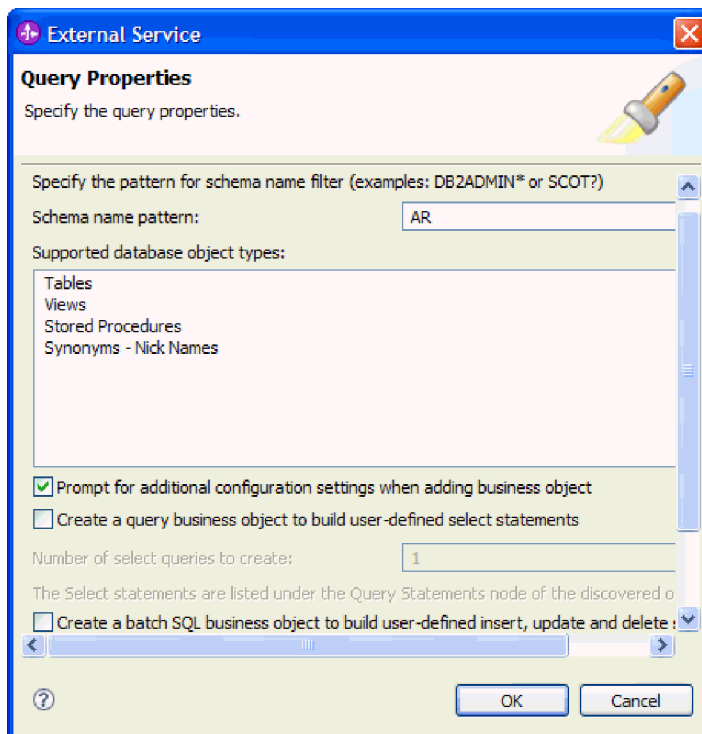 External Service
Query Properties
Specify the query properties.
Specify the pattern for schema name filter (examples: DB2ADMIN* or SCOT?)
Schema name pattern: AR
Supported database object types:
Tables
Views
Stored Procedures
Synonyms - Nick Names
Prompt for additional configuration settings when adding business object
Create a query business object to build user-defined select statements
Number of select queries to create: 1
The Select statements are listed under the Query Statements node of the discovered o
Create a batch SQL business object to build user-defined insert, update and delete
?
OK Cancel